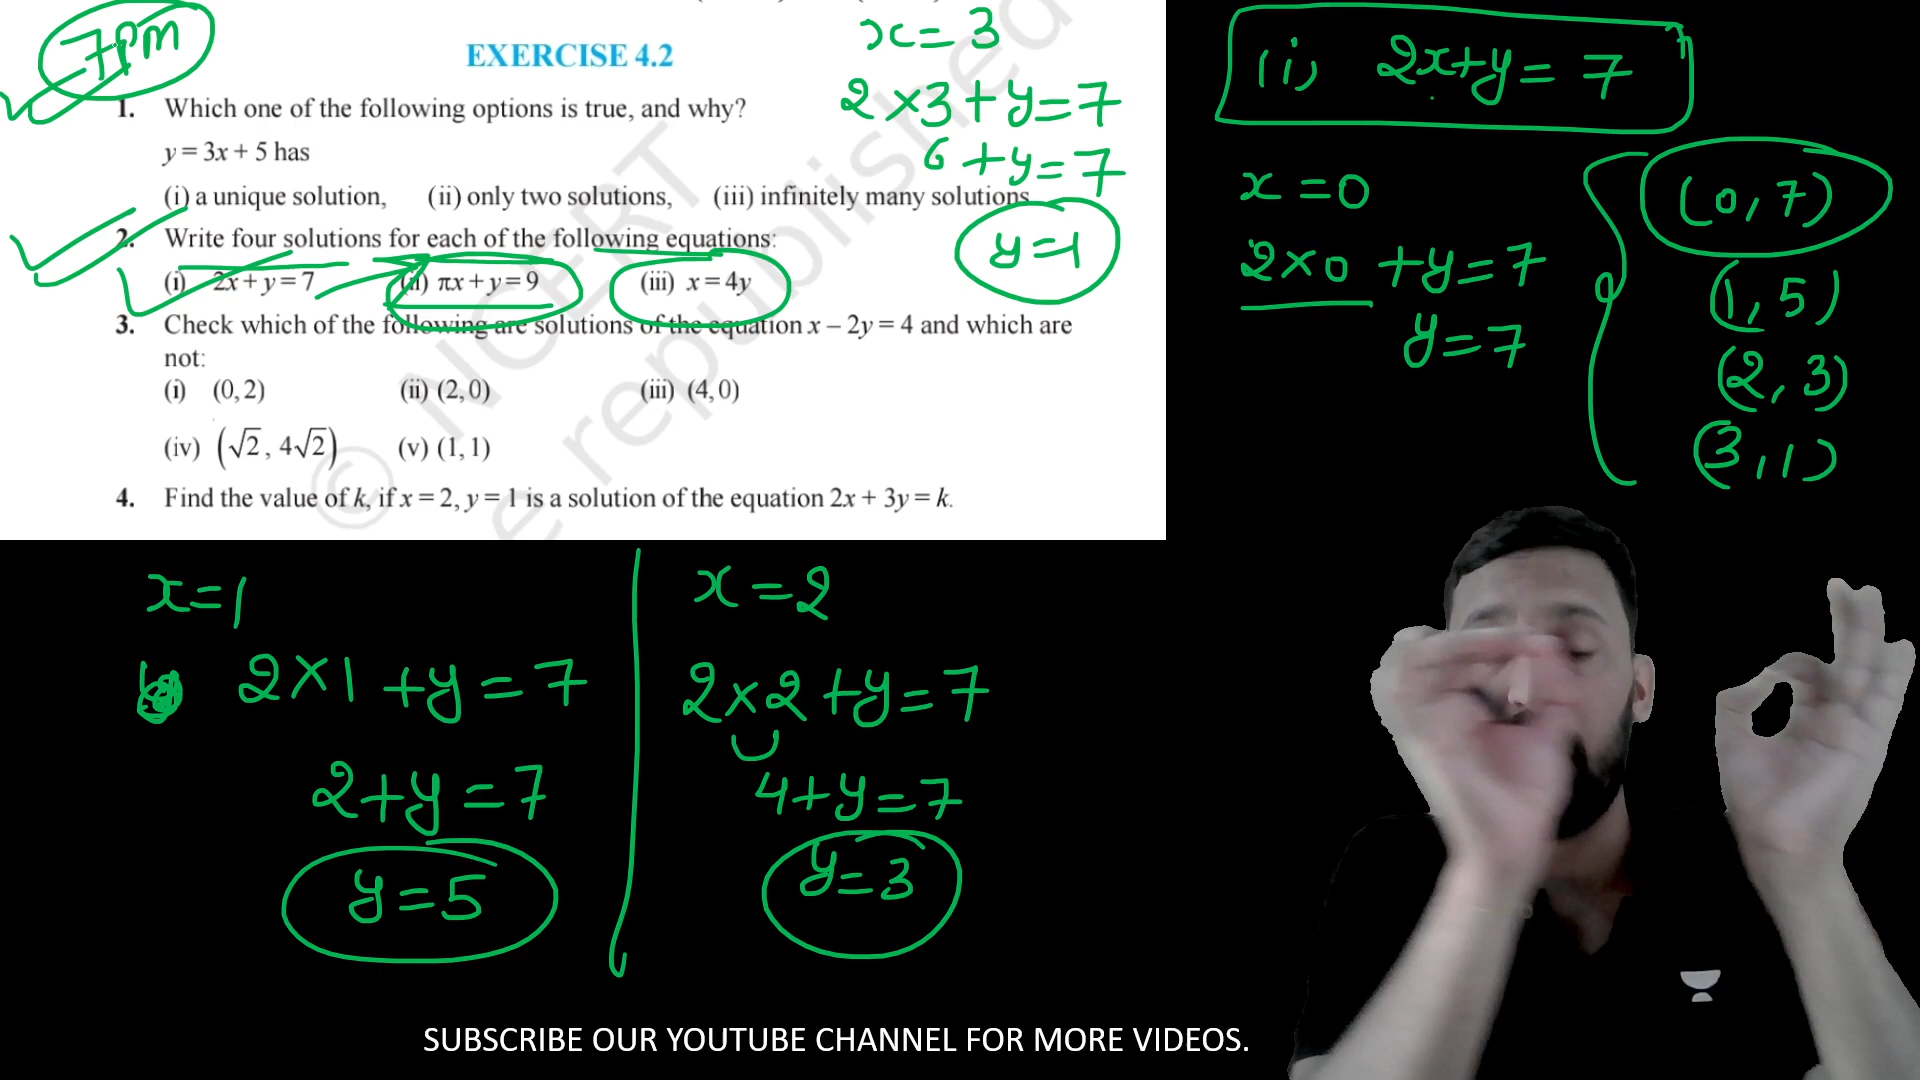 7pm
EXERCISE 4.2
1. Which one of the following options is true, and why?
y = 3x + 5 has
(i) a unique solution, (ii) only two solutions, (iii) infinitely many solutions
2. Write four solutions for each of the following equations:
(i) 2x + y = 7 (ii) πx + y = 9 (iii) x = 4y
3. Check which of the following are solutions of the equation x – 2y = 4 and which are
not:
(i) (0, 2) (ii) (2, 0) (iii) (4, 0)
(iv) (√2, 4√2) (v) (1, 1)
4. Find the value of k, if x = 2, y = 1 is a solution of the equation 2x + 3y = k.
© NCERT
e republished
x = 3
2 × 3 + y = 7
6 + y = 7
y = 1
(i) 2x + y = 7
x = 0
2 × 0 + y = 7
y = 7
(0, 7)
(1, 5)
(2, 3)
(3, 1)
x = 1
2 × 1 + y = 7
2 + y = 7
y = 5
x = 2
2 × 2 + y = 7
4 + y = 7
y = 3
SUBSCRIBE OUR YOUTUBE CHANNEL FOR MORE VIDEOS.